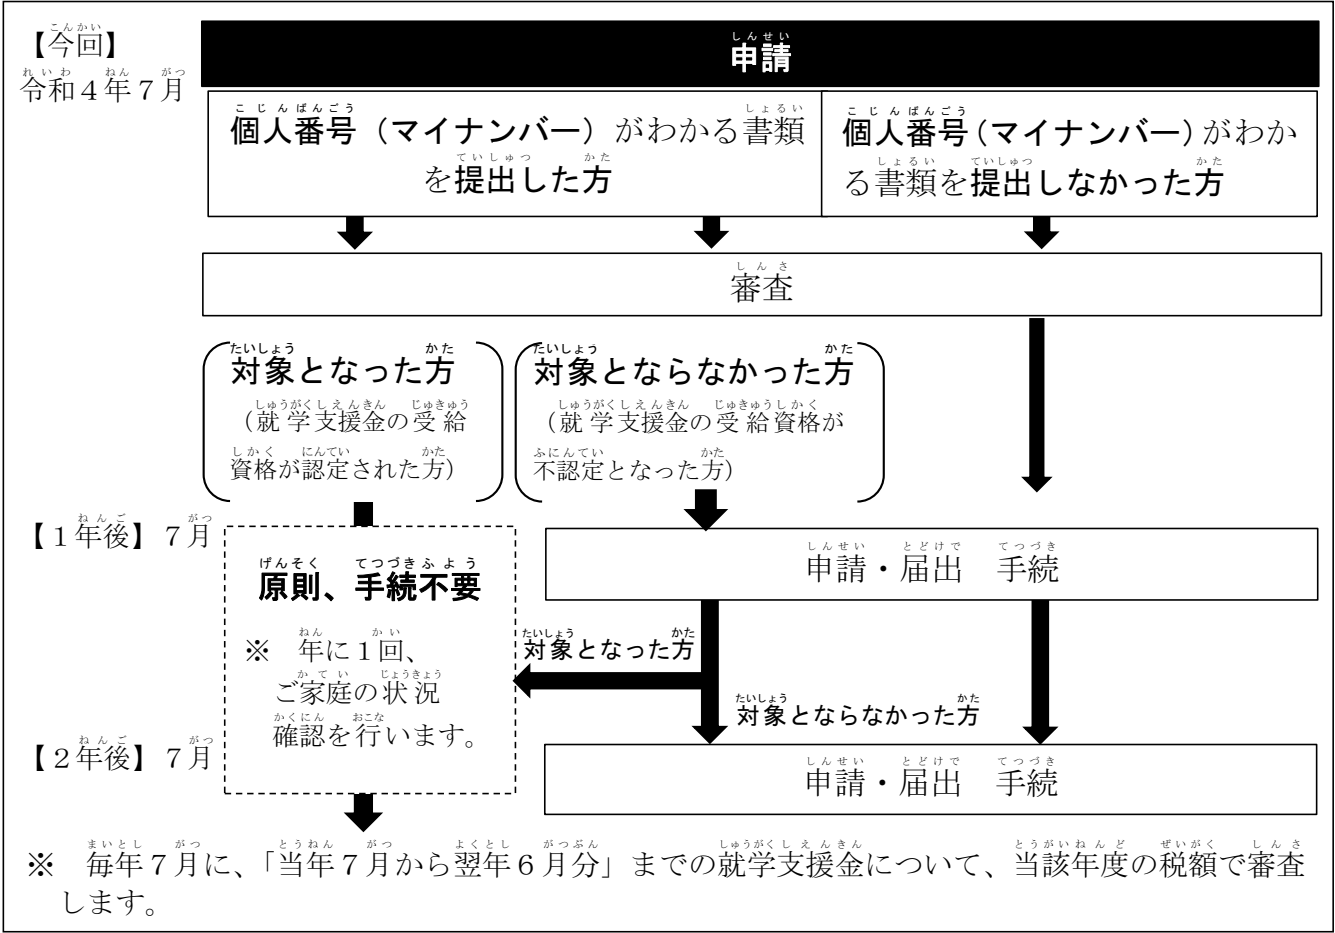 【今回】
令和４年７月
申請
個人番号（マイナンバー）がわかる書類
を提出した方
個人番号（マイナンバー）がわか
る書類を提出しなかった方
審査
対象となった方
（就学支援金の受給
資格が認定された方）
対象とならなかった方
（就学支援金の受給資格が
不認定となった方）
【１年後】７月
原則、手続不要
※　年に１回、
ご家庭の状況
確認を行います。
申請・届出　手続
対象となった方
対象とならなかった方
【２年後】７月
申請・届出　手続
※　毎年７月に、「当年７月から翌年６月分」までの就学支援金について、当該年度の税額で審査
します。